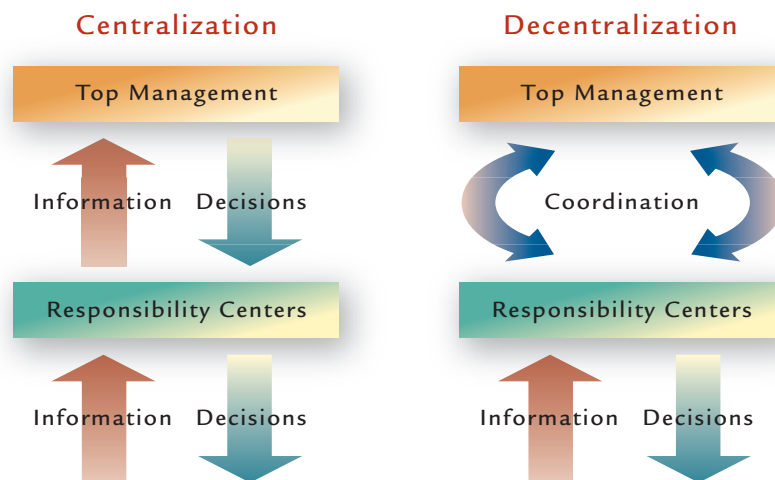 Centralization
Top Management
Information Decisions
Responsibility Centers
Information Decisions
Decentralization
Top Management
Coordination
Responsibility Centers
Information Decisions